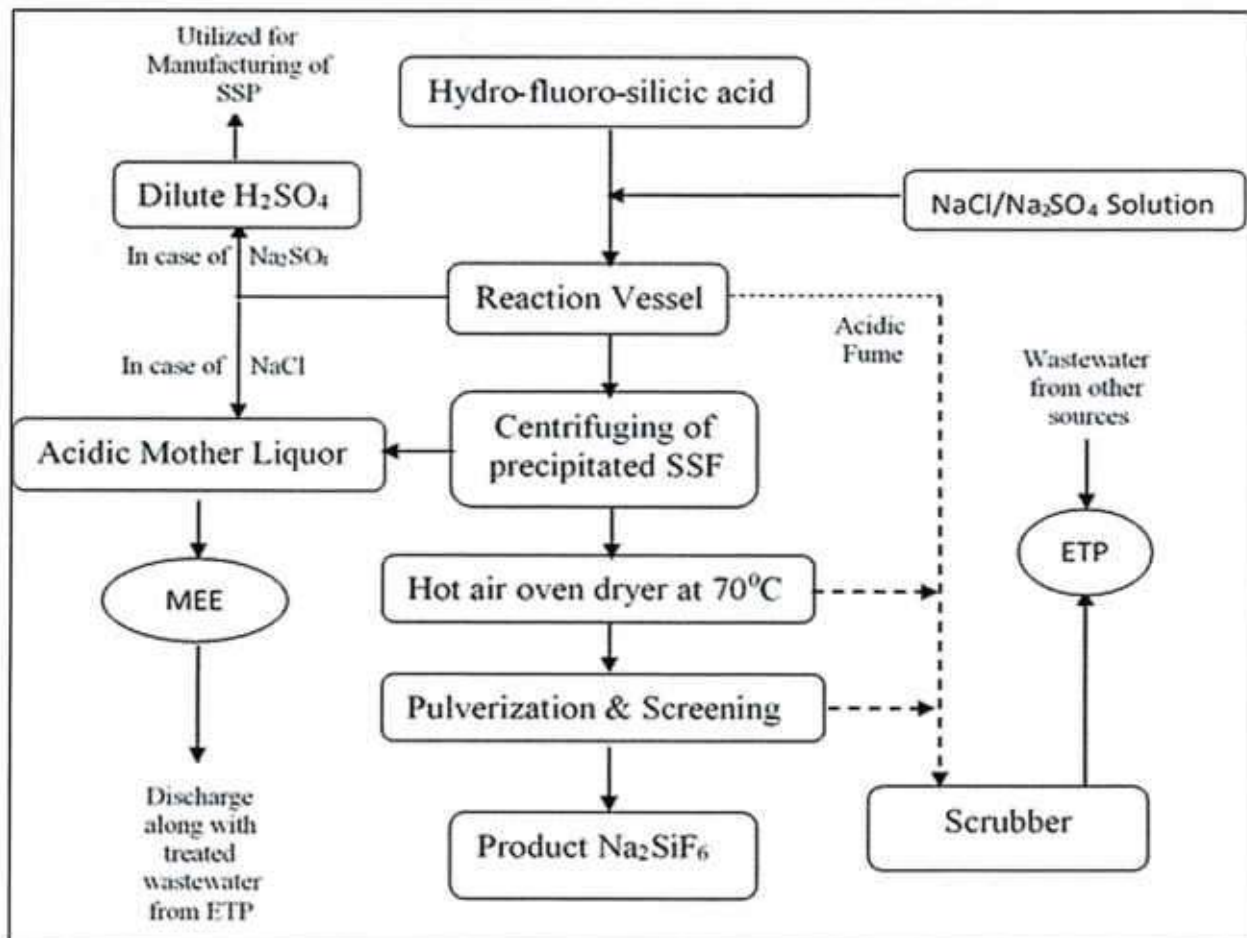 Utilized for
Manufacturing of
SSP
Hydro-fluoro-silicic acid
Dilute H₂SO₄
NaCl/Na₂SO₄ Solution
In case of Na₂SO₄
Reaction Vessel
Acidic
Fume
In case of NaCl
Wastewater
from other
sources
Acidic Mother Liquor
Centrifuging of
precipitated SSF
ETP
MEE
Hot air oven dryer at 70⁰C
Pulverization & Screening
Discharge
along with
treated
wastewater
from ETP
Product Na₂SiF₆
Scrubber